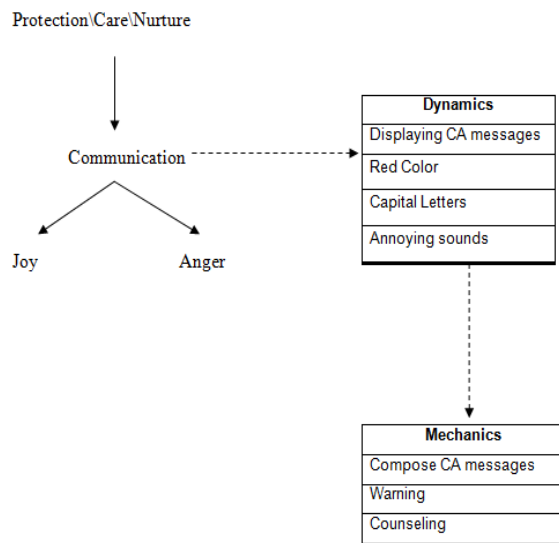 Protection\Care\Nurture
Communication
Joy
Anger
Dynamics
Displaying CA messages
Red Color
Capital Letters
Annoying sounds
Mechanics
Compose CA messages
Warning
Counseling